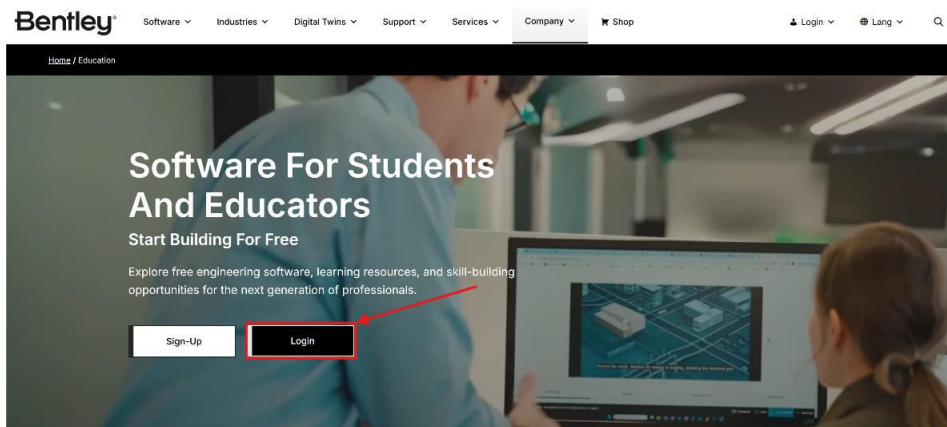 Bentley
Software Industries Digital Twins Support Services Company Shop Login Lang
Home / Education
Software For Students
And Educators
Start Building For Free
Explore free engineering software, learning resources, and skill-building
opportunities for the next generation of professionals.
Sign-Up
Login